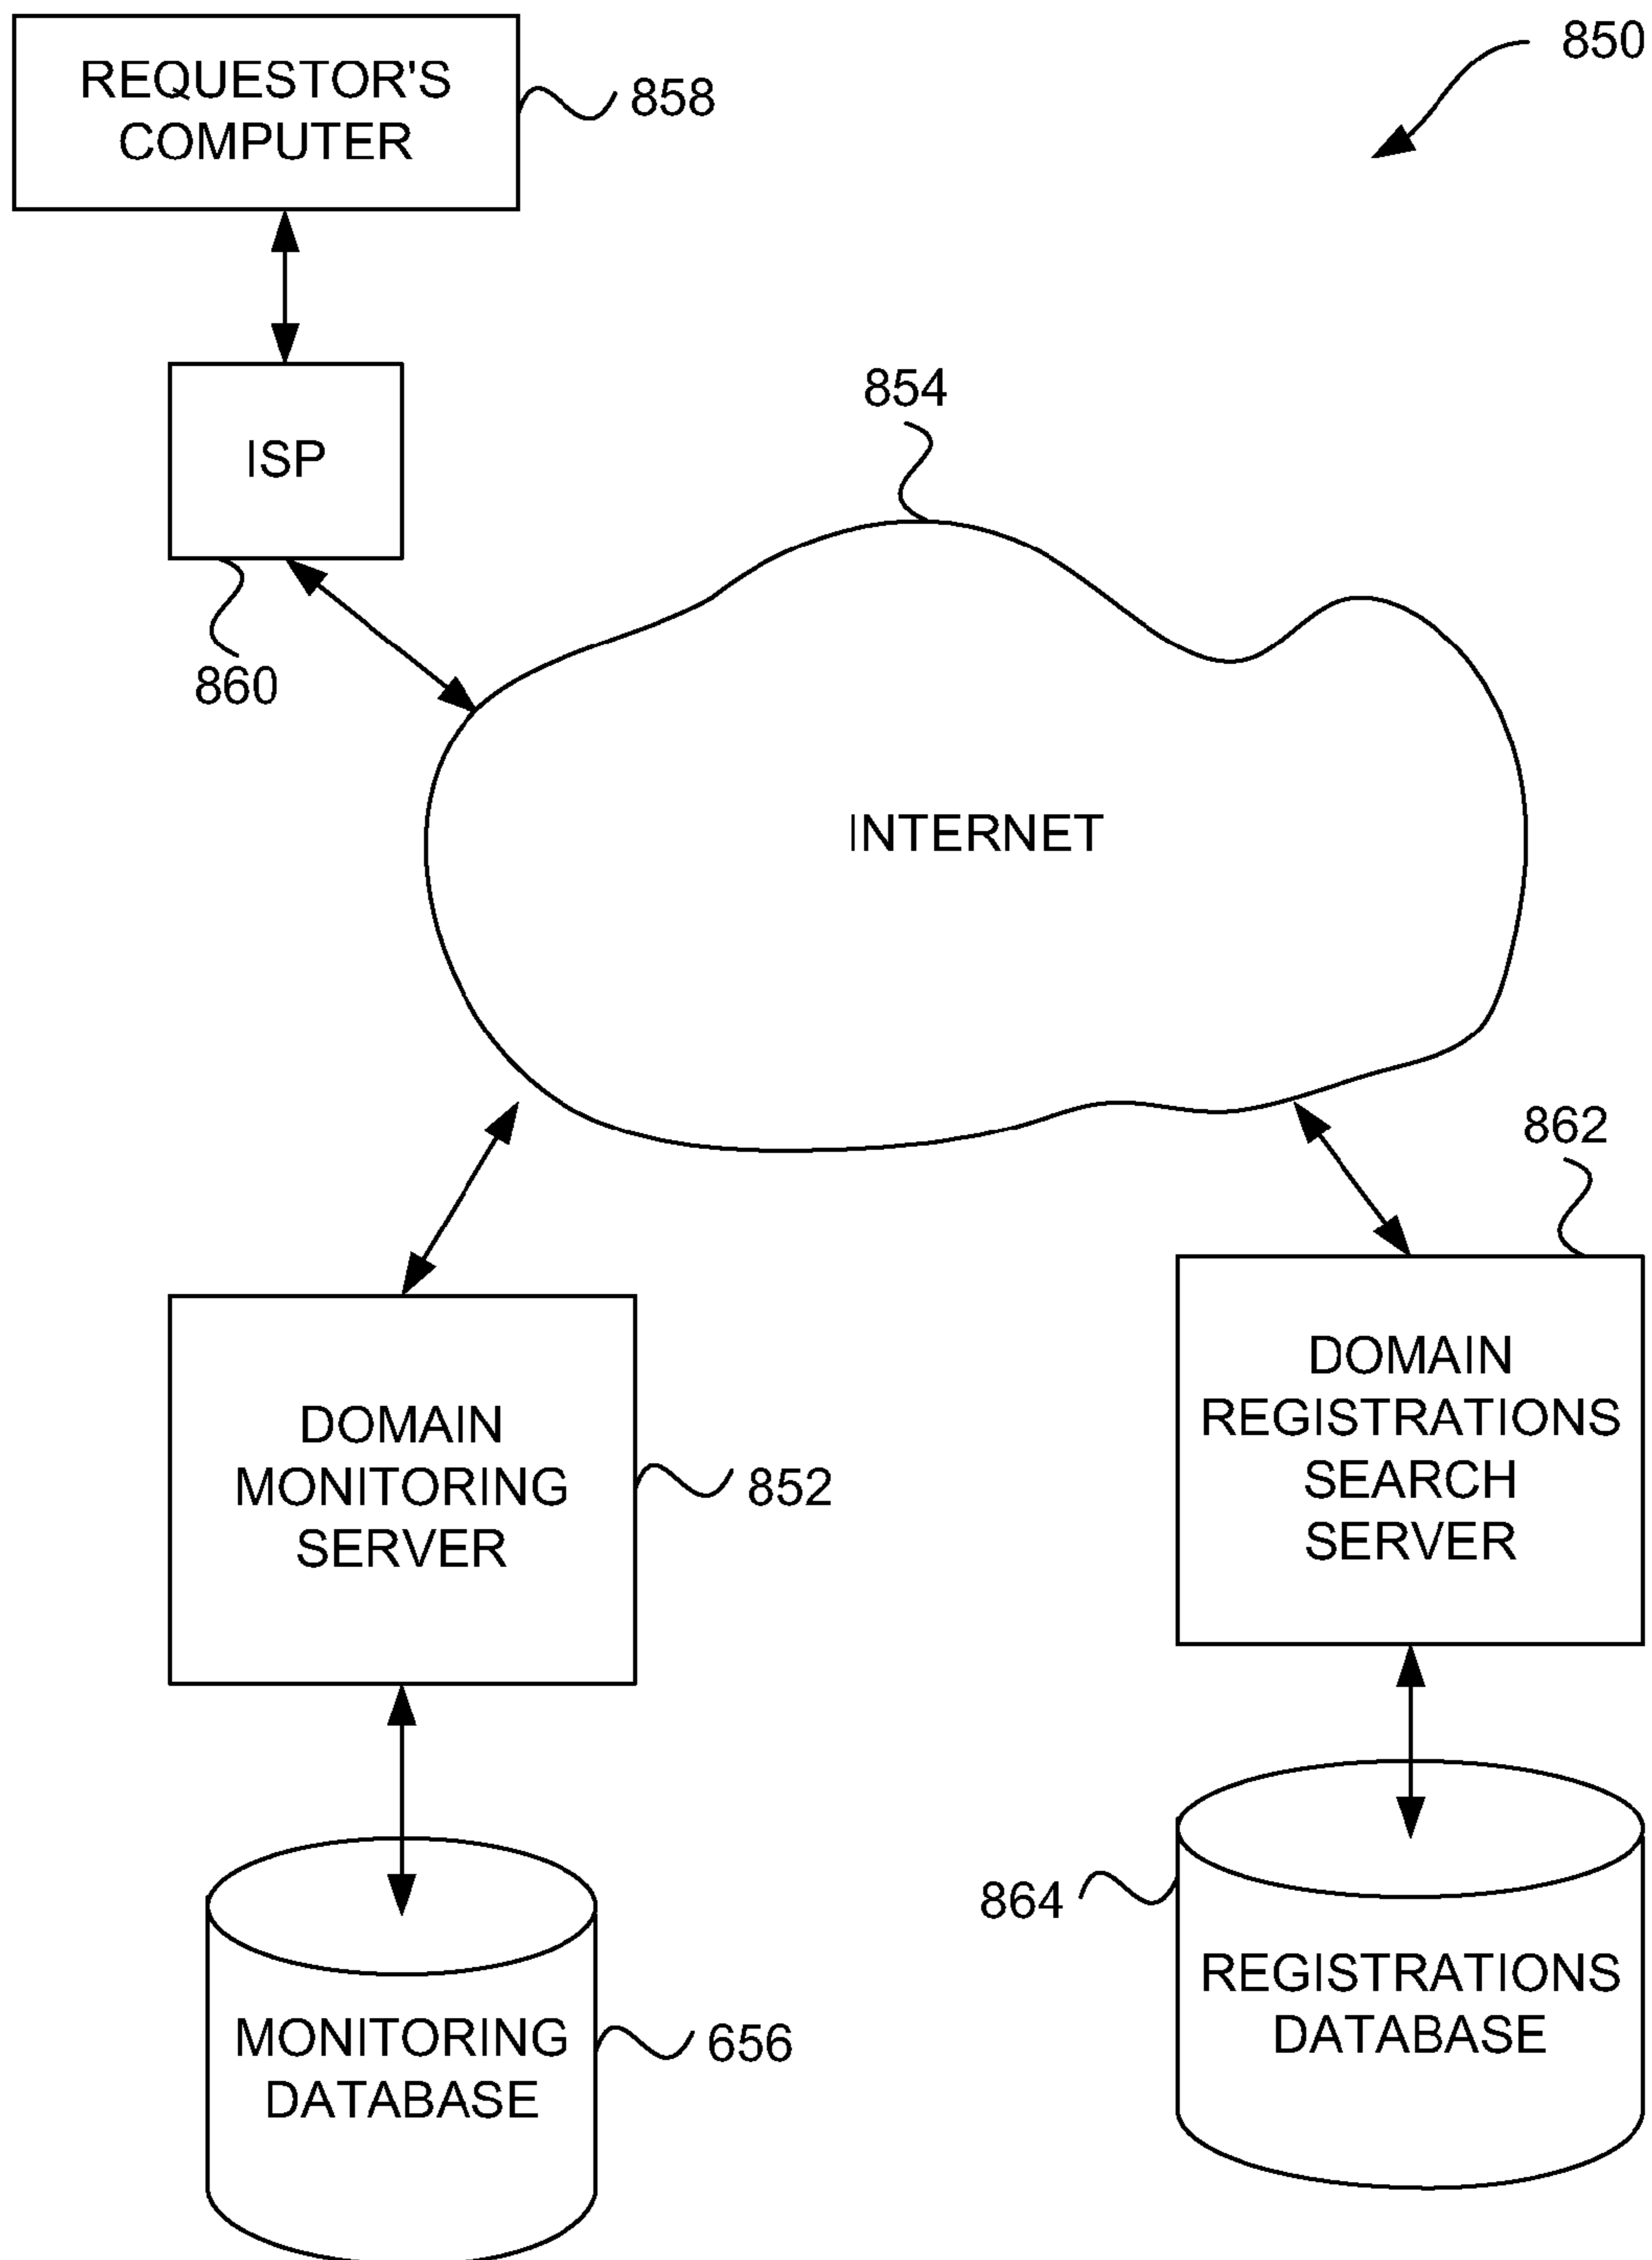 850
REQUESTOR'S
COMPUTER
858
ISP
860
854
INTERNET
862
DOMAIN
MONITORING
SERVER
852
DOMAIN
REGISTRATIONS
SEARCH
SERVER
MONITORING
DATABASE
656
864
REGISTRATIONS
DATABASE